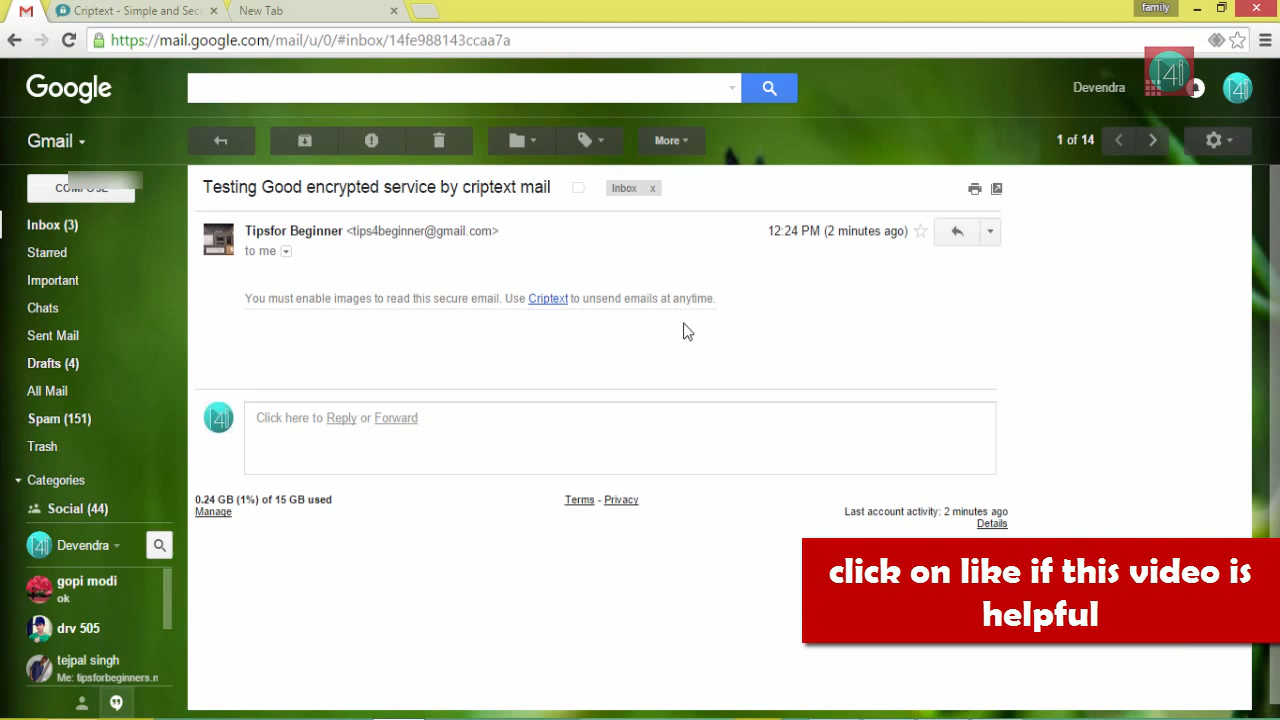 Criptext - Simple and Secu
New Tab
family
https://mail.google.com/mail/u/0/#inbox/14fe988143ccaa7a
Google
Devendra
Gmail
More
1 of 14
COMPOSE
Testing Good encrypted service by criptext mail
Inbox x
Inbox (3)
Tipsfor Beginner <tips4beginner@gmail.com>
12:24 PM (2 minutes ago)
to me
Starred
Important
You must enable images to read this secure email. Use Criptext to unsend emails at anytime.
Chats
Sent Mail
Drafts (4)
All Mail
Spam (151)
Trash
Click here to Reply or Forward
Categories
Social (44)
0.24 GB (1%) of 15 GB used
Manage
Terms - Privacy
Last account activity: 2 minutes ago
Details
Devendra
gopi modi
ok
drv 505
tejpal singh
Me: tipsforbeginners.n
click on like if this video is
helpful